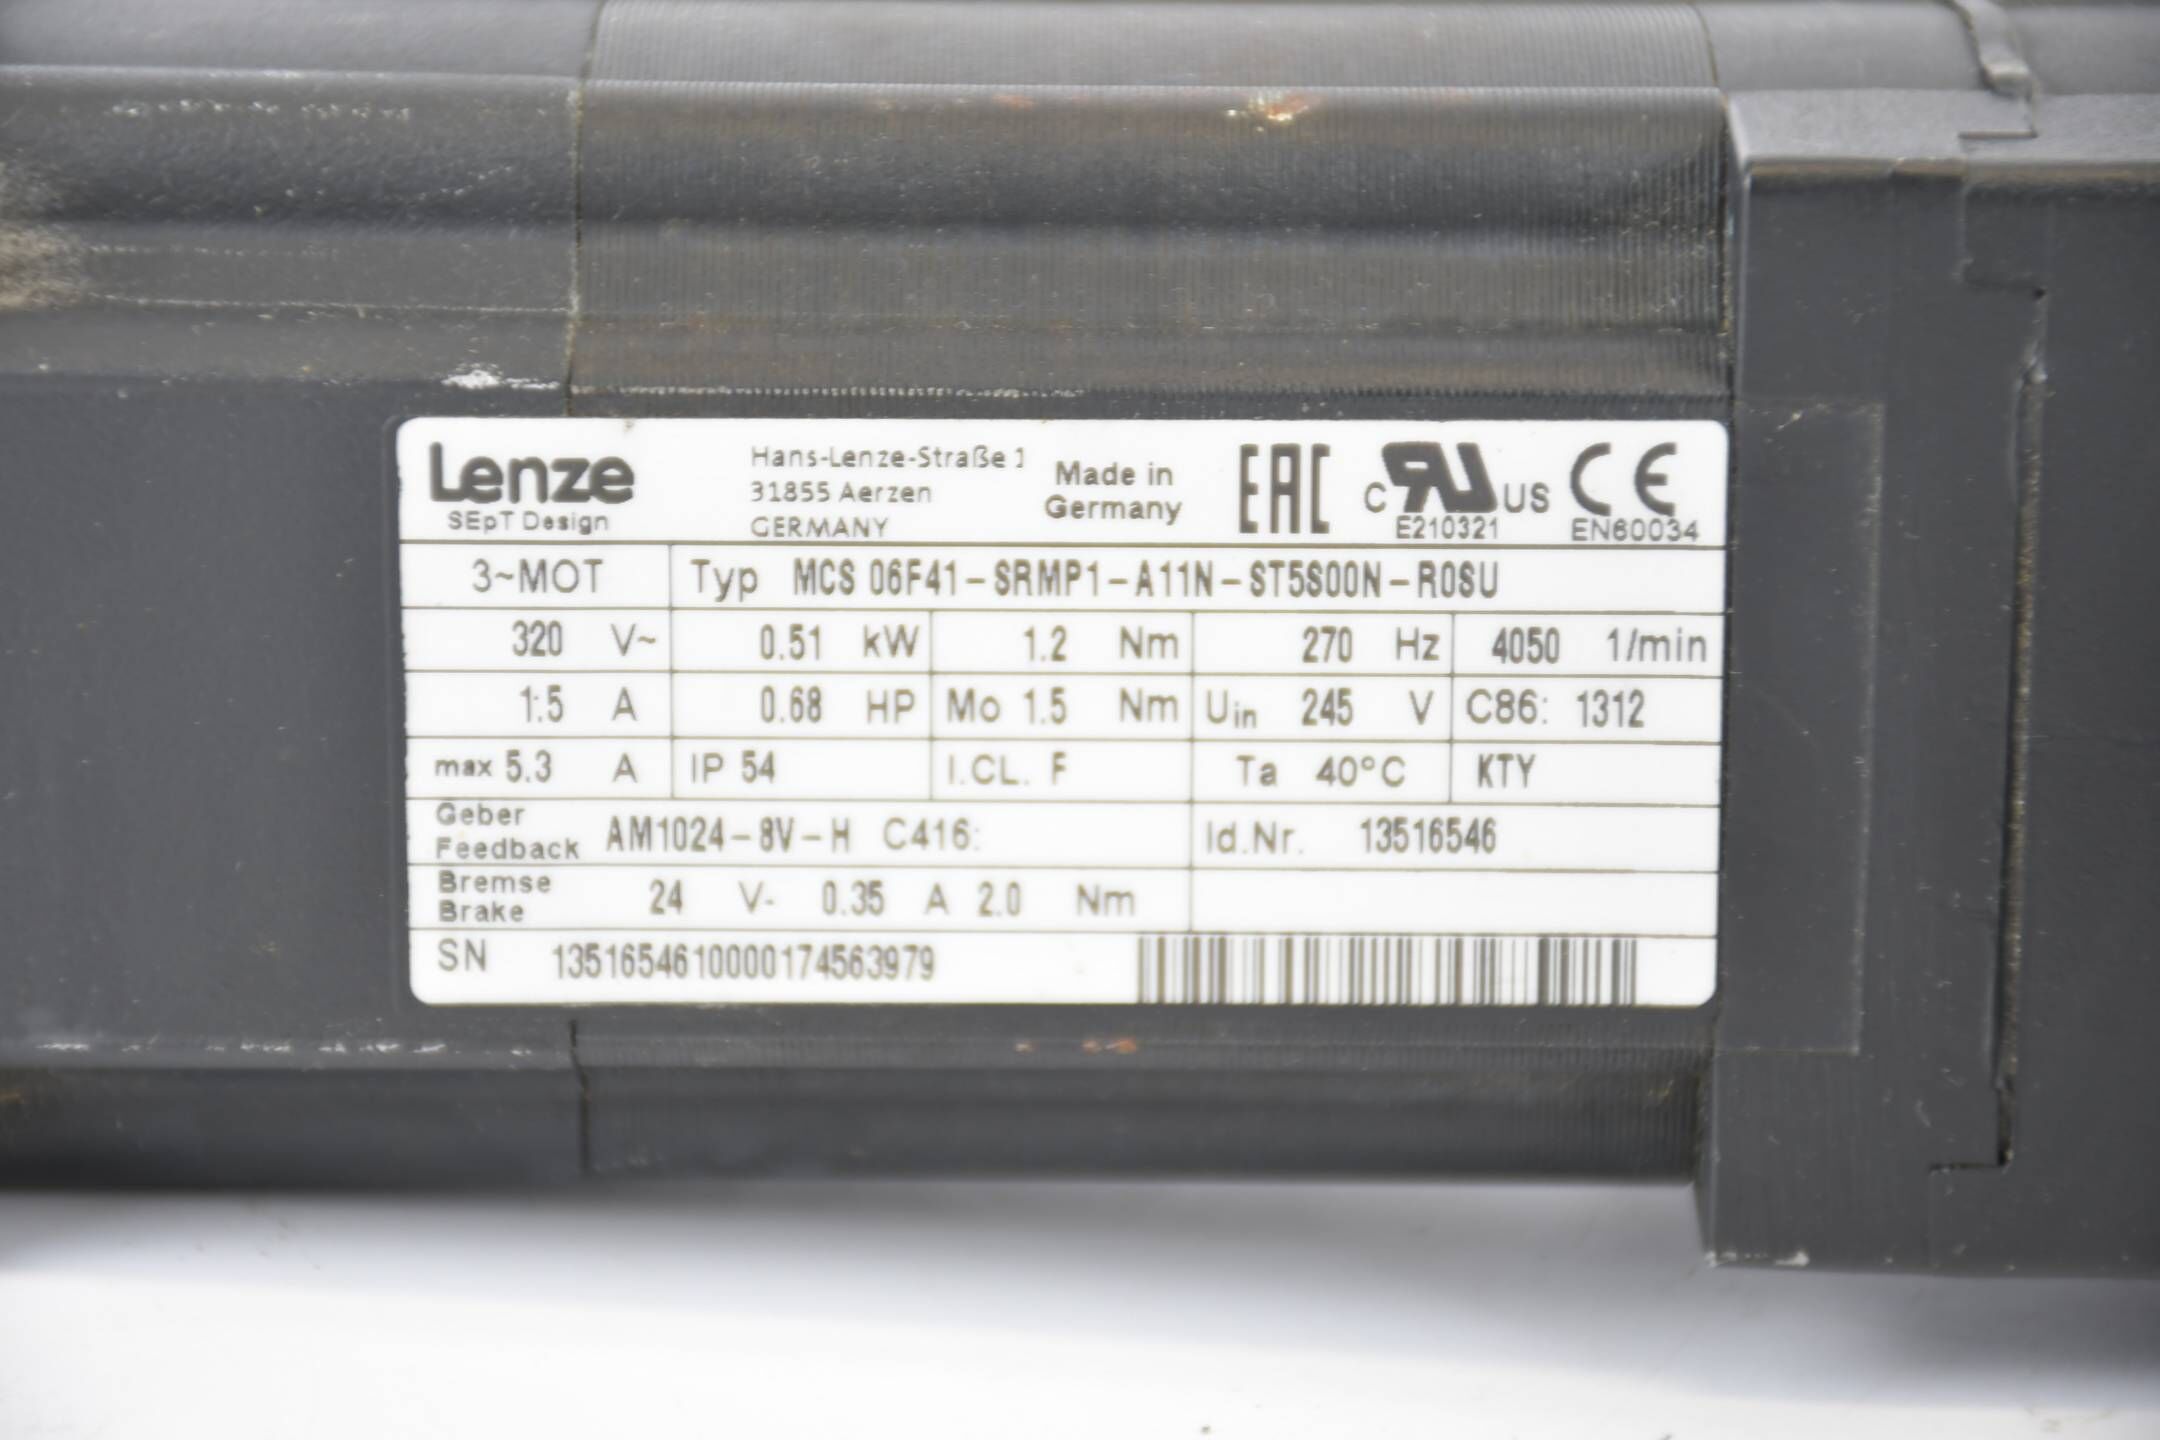 Lenze
SEpT Design
Hans-Lenze-Straße 1
31855 Aerzen
GERMANY
Made in
Germany
EAC
C RU US
E210321
CE
EN60034
3~MOT Typ MCS 06F41-SRMP1-A11N-ST5S00N-R0SU
320 V~ 0.51 kW 1.2 Nm 270 Hz 4050 1/min
1.5 A 0.68 HP Mo 1.5 Nm Uin 245 V C86: 1312
max 5.3 A IP 54 I.CL. F Ta 40°C KTY
Geber
Feedback AM1024-8V-H C416: Id.Nr. 13516546
Bremse
Brake 24 V- 0.35 A 2.0 Nm
SN 1351654610000174563979